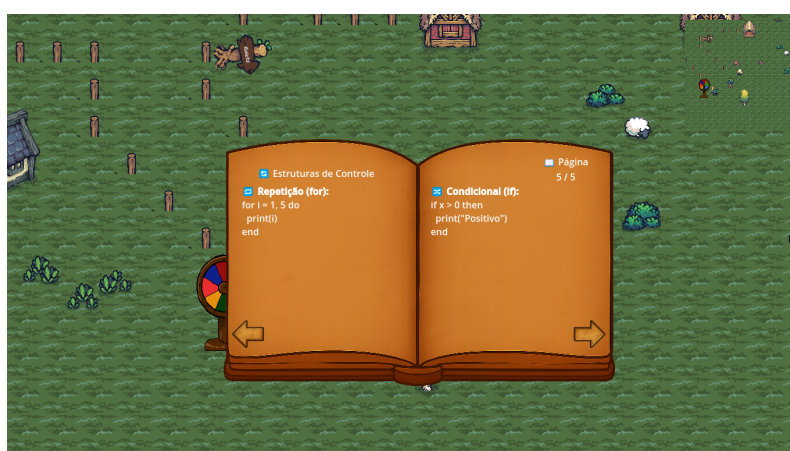 Estruturas de Controle
Repetição (for):
for i = 1, 5 do
print(i)
end
Página
5 / 5
Condicional (If):
if x > 0 then
print("Positivo")
end